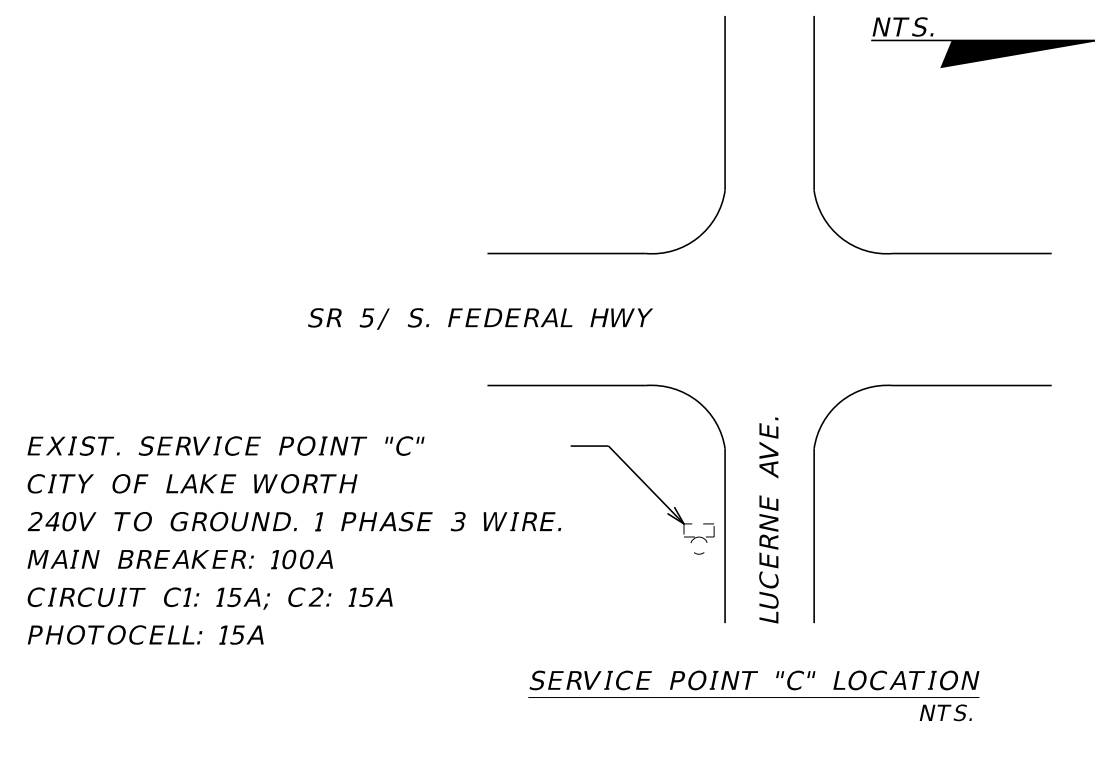 NTS.
SR 5/ S. FEDERAL HWY
LUCERNE AVE.
EXIST. SERVICE POINT "C"
CITY OF LAKE WORTH
240V TO GROUND. 1 PHASE 3 WIRE.
MAIN BREAKER: 100A
CIRCUIT C1: 15A; C2: 15A
PHOTOCELL: 15A
SERVICE POINT "C" LOCATION
NTS.